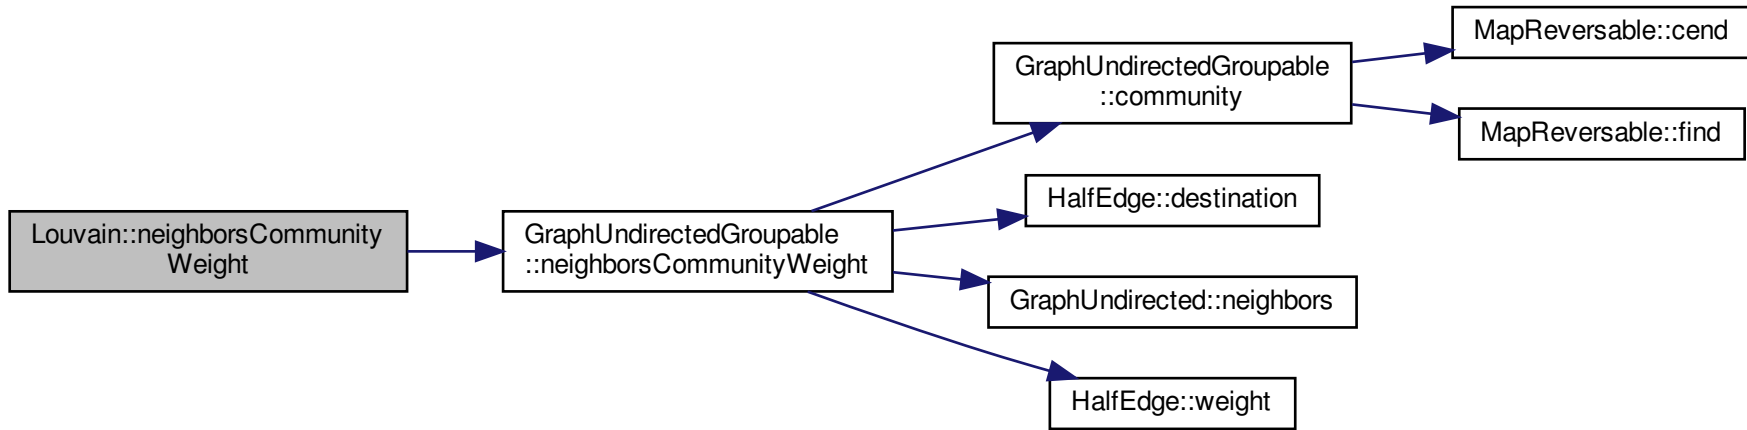 Louvain::neighborsCommunity
Weight
GraphUndirectedGroupable
::neighborsCommunityWeight
GraphUndirectedGroupable
::community
MapReversable::cend
MapReversable::find
HalfEdge::destination
GraphUndirected::neighbors
HalfEdge::weight